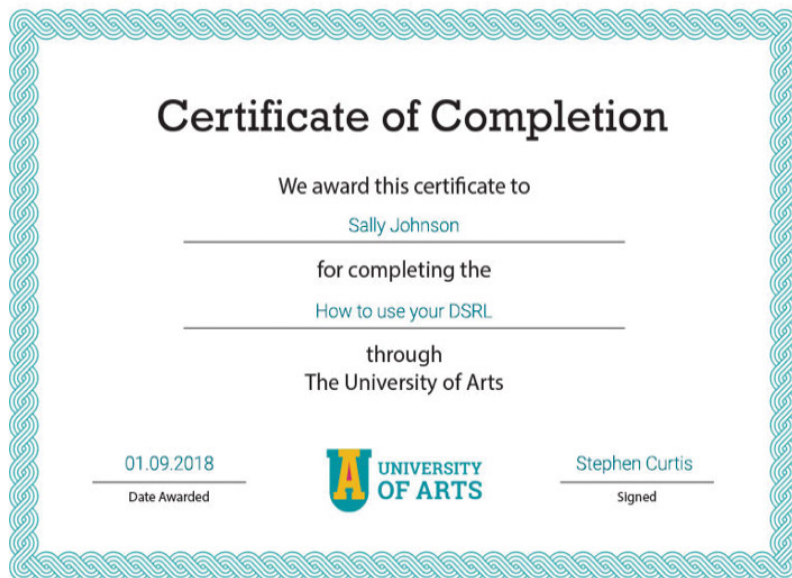 Certificate of Completion
We award this certificate to
Sally Johnson
for completing the
How to use your DSRL
through
The University of Arts
01.09.2018
Date Awarded
A UNIVERSITY
OF ARTS
Stephen Curtis
Signed